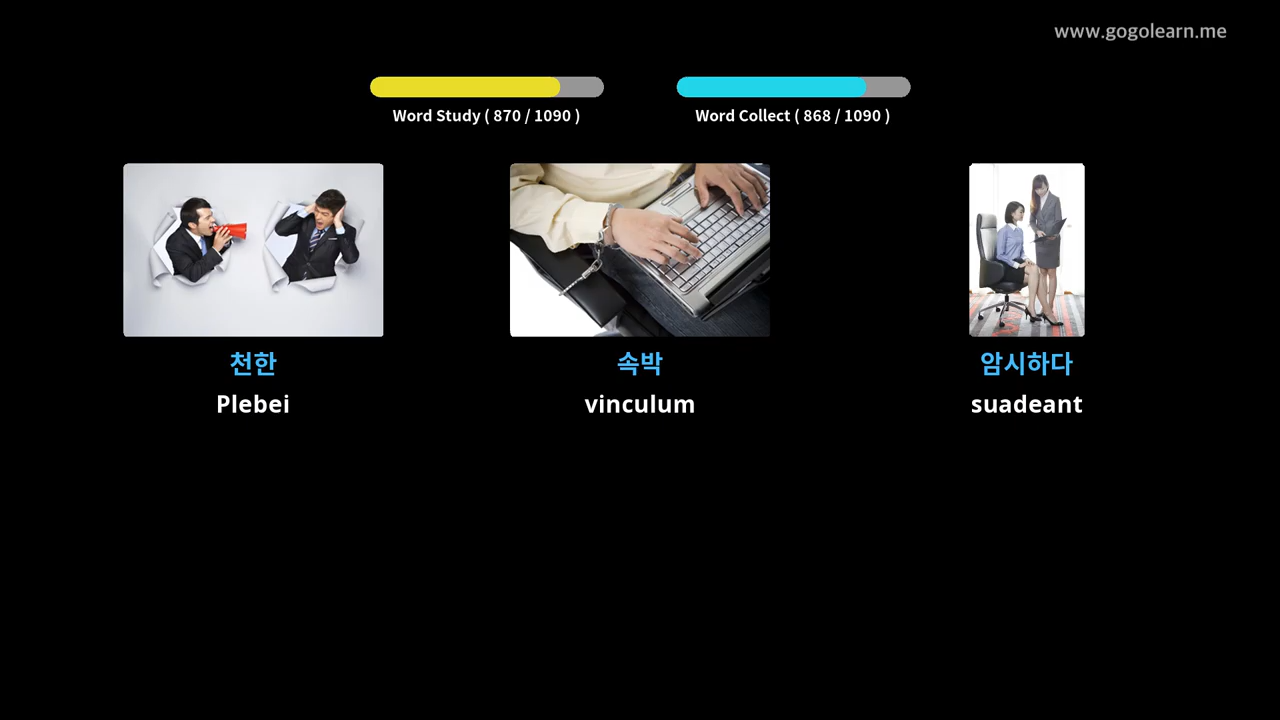 www.gogolearn.me
Word Study ( 870 / 1090 )
Word Collect ( 868 / 1090 )
천한
Plebei
속박
vinculum
암시하다
suadeant